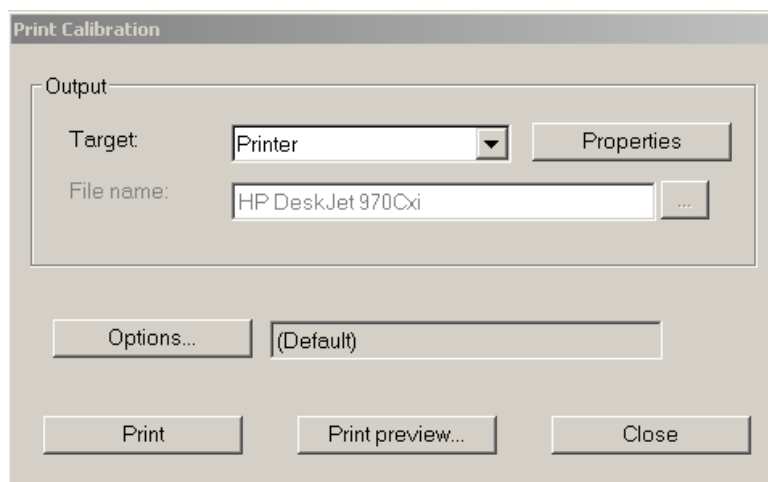 Print Calibration
Output
Target:
Printer
Properties
File name:
HP DeskJet 970Cxi
...
Options...
(Default)
Print
Print preview...
Close